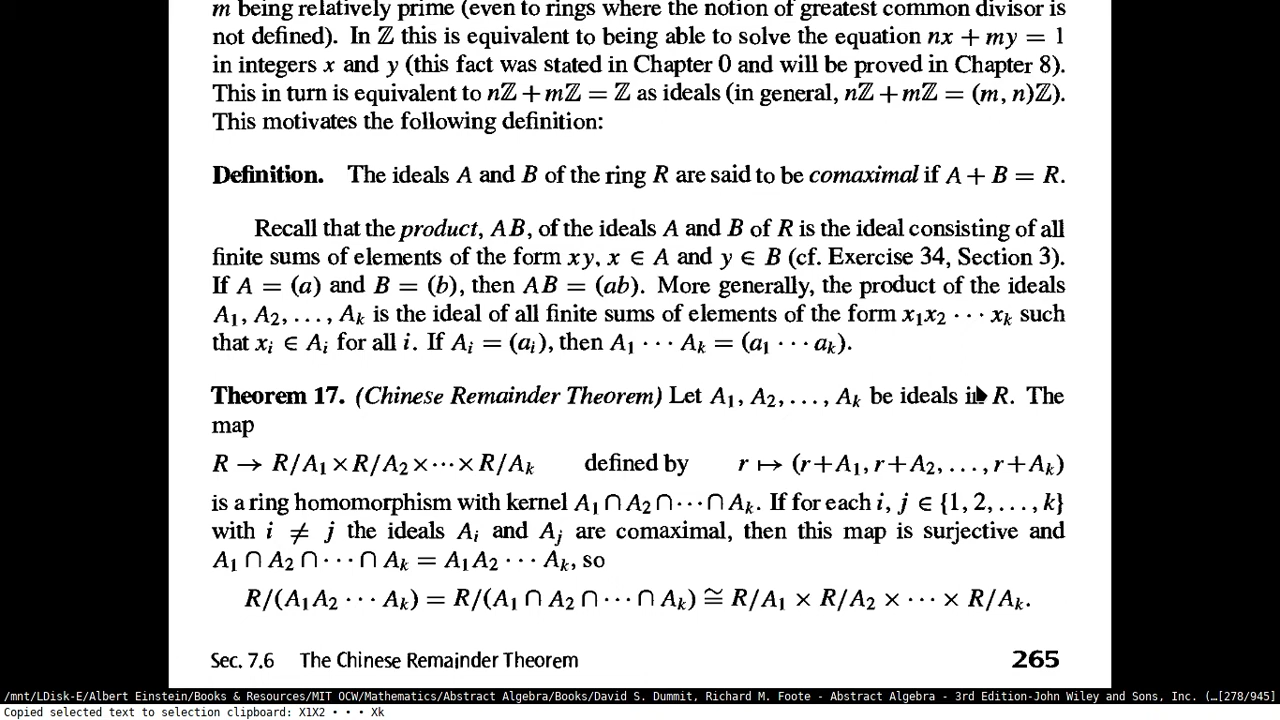 m being relatively prime (even to rings where the notion of greatest common divisor is
not defined). In ℤ this is equivalent to being able to solve the equation nx + my = 1
in integers x and y (this fact was stated in Chapter 0 and will be proved in Chapter 8).
This in turn is equivalent to nℤ + mℤ = ℤ as ideals (in general, nℤ + mℤ = (m, n)ℤ).
This motivates the following definition:
Definition. The ideals A and B of the ring R are said to be comaximal if A + B = R.
Recall that the product, AB, of the ideals A and B of R is the ideal consisting of all
finite sums of elements of the form xy, x ∈ A and y ∈ B (cf. Exercise 34, Section 3).
If A = (a) and B = (b), then AB = (ab). More generally, the product of the ideals
A₁, A₂, . . . , Aₖ is the ideal of all finite sums of elements of the form x₁x₂ · · · xₖ such
that xᵢ ∈ Aᵢ for all i. If Aᵢ = (aᵢ), then A₁ · · · Aₖ = (a₁ · · · aₖ).
Theorem 17. (Chinese Remainder Theorem) Let A₁, A₂, . . . , Aₖ be ideals in R. The
map
R → R/A₁ × R/A₂ × · · · × R/Aₖ defined by r ↦ (r+A₁, r+A₂, . . . , r+Aₖ)
is a ring homomorphism with kernel A₁ ∩ A₂ ∩ · · · ∩ Aₖ. If for each i, j ∈ {1, 2, . . . , k}
with i ≠ j the ideals Aᵢ and Aⱼ are comaximal, then this map is surjective and
A₁ ∩ A₂ ∩ · · · ∩ Aₖ = A₁A₂ · · · Aₖ, so
R/(A₁A₂ · · · Aₖ) = R/(A₁ ∩ A₂ ∩ · · · ∩ Aₖ) ≅ R/A₁ × R/A₂ × · · · × R/Aₖ.
Sec. 7.6 The Chinese Remainder Theorem 265
/mnt/LDisk-E/Albert Einstein/Books & Resources/MIT OCW/Mathematics/Abstract Algebra/Books/David S. Dummit, Richard M. Foote - Abstract Algebra - 3rd Edition-John Wiley and Sons, Inc. (…[278/945]
Copied selected text to selection clipboard: X1X2 • • • Xk